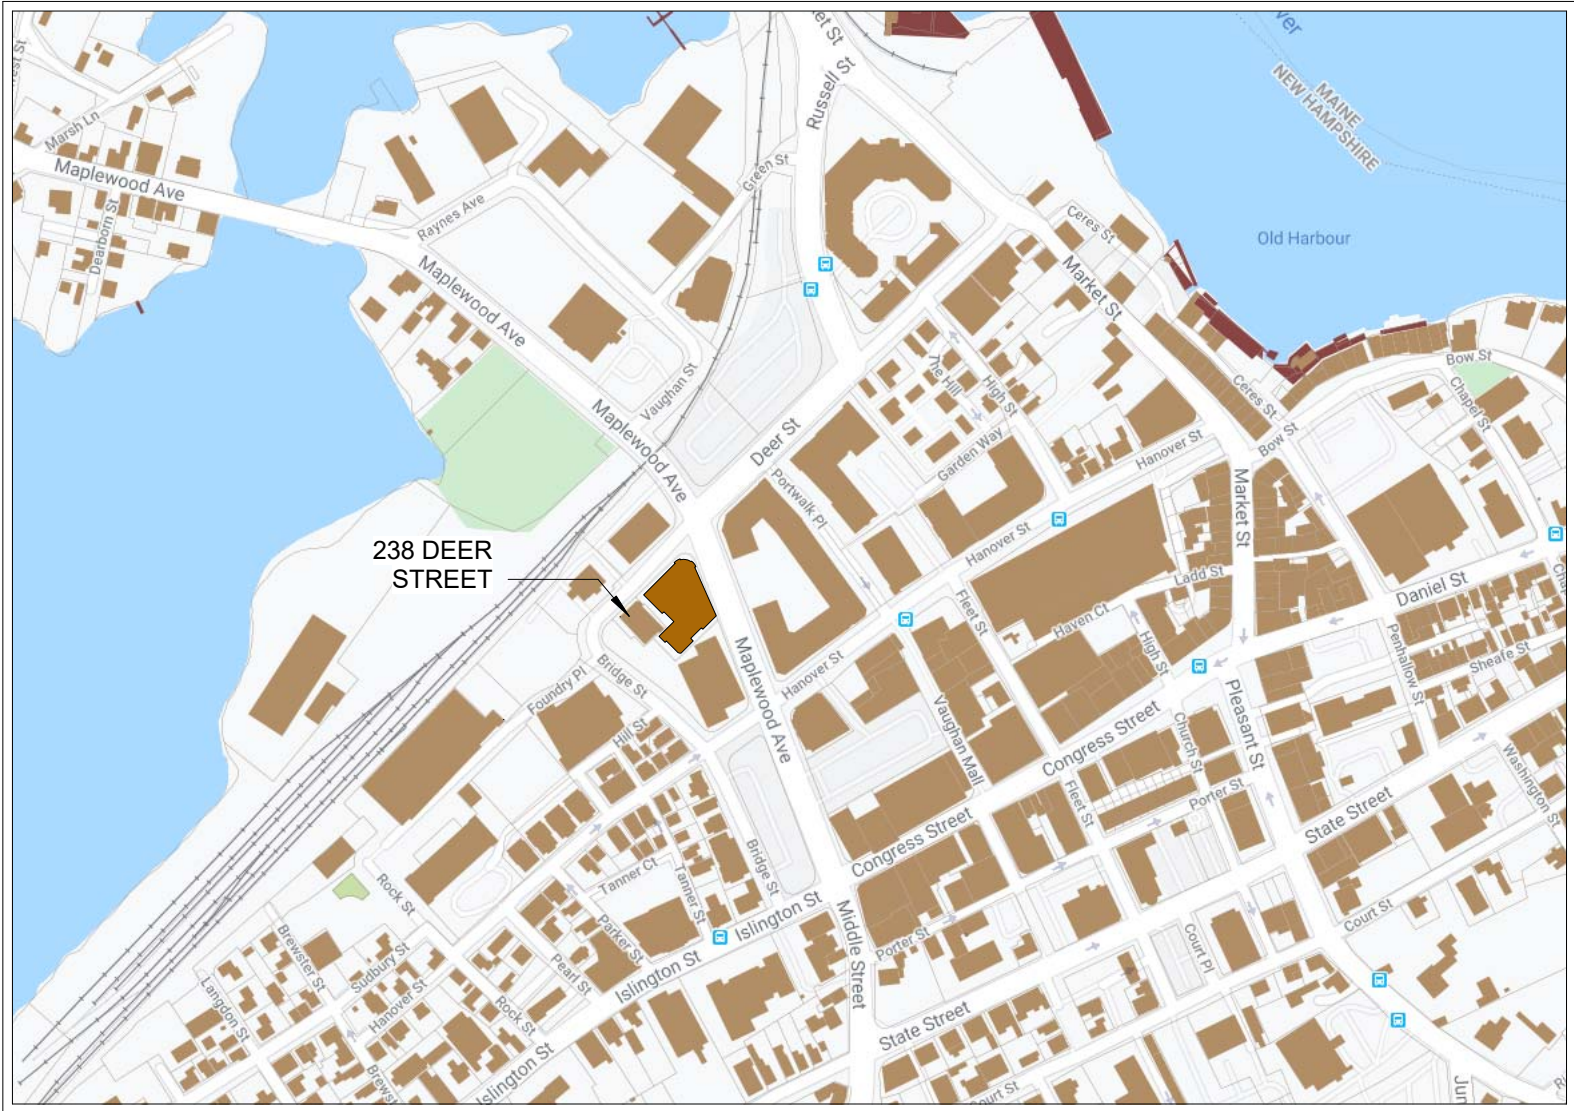 et St
ver
Russell St
MAINE
NEW HAMPSHIRE
Marsh Ln
Maplewood Ave
Green St
Dearborn St
Raynes Ave
Ceres St
Old Harbour
Maplewood Ave
Market St
Vaughan St
The Hill
High St
Bow St
Ceres St
Chapel St
Maplewood Ave
Deer St
Garden Way
Hanover St
Bow St
Portwalk Pl
Market St
238 DEER
STREET
Hanover St
Ladd St
Daniel St
Fleet St
Haven Ct
High St
Penhallow St
Sheafe St
Bridge St
Maplewood Ave
Hanover St
Foundry Pl
Vaughan Mall
Pleasant St
Hill St
Congress Street
Church St
Washington St
Fleet St
Porter St
State Street
Congress Street
Bridge St
Tanner Ct
Tanner St
Rock St
Islington St
Middle Street
Parker St
Porter St
Court Pl
Court St
Brewster St
Sudbury St
Pearl St
Islington St
Langdon St
Hanover St
Rock St
State Street
Islington St
Brewst
ourt St
Jun